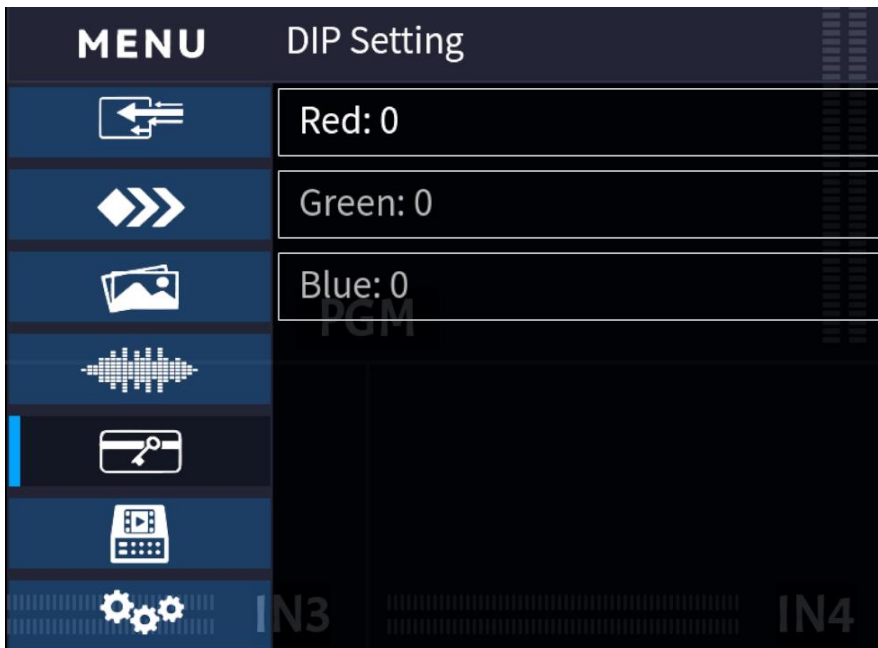 MENU DIP Setting
Red: 0
Green: 0
Blue: 0
PGM
IN3 IN4